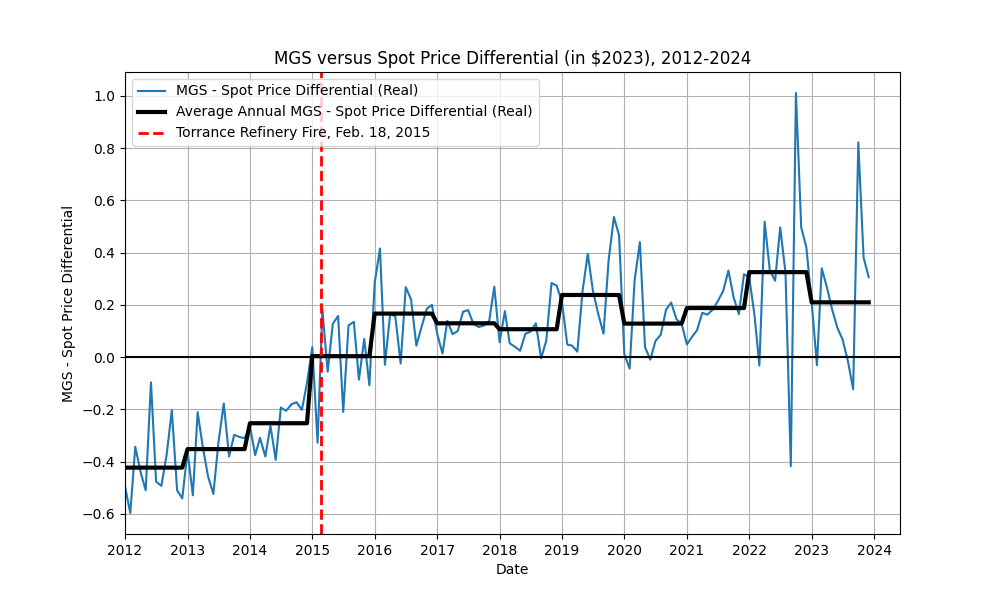 MGS versus Spot Price Differential (in $2023), 2012-2024
MGS - Spot Price Differential (Real)
Average Annual MGS - Spot Price Differential (Real)
Torrance Refinery Fire, Feb. 18, 2015
MGS - Spot Price Differential
1.0
0.8
0.6
0.4
0.2
0.0
−0.2
−0.4
−0.6
2012 2013 2014 2015 2016 2017 2018 2019 2020 2021 2022 2023 2024
Date